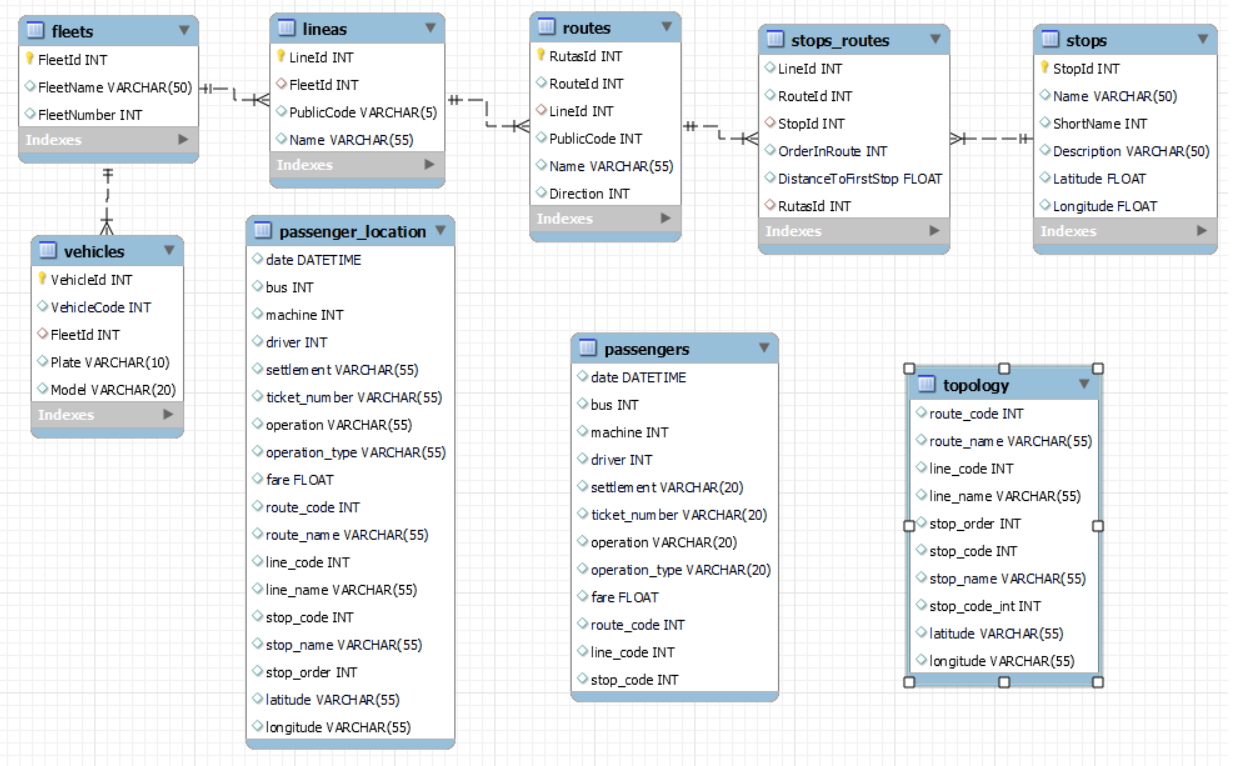 fleets
FleetId INT
FleetName VARCHAR(50)
FleetNumber INT
Indexes
lineas
LineId INT
FleetId INT
PublicCode VARCHAR(5)
Name VARCHAR(55)
Indexes
routes
RutasId INT
RouteId INT
LineId INT
PublicCode INT
Name VARCHAR(55)
Direction INT
Indexes
stops_routes
LineId INT
RouteId INT
StopId INT
OrderInRoute INT
DistanceToFirstStop FLOAT
RutasId INT
Indexes
stops
StopId INT
Name VARCHAR(50)
ShortName INT
Description VARCHAR(50)
Latitude FLOAT
Longitude FLOAT
Indexes
vehicles
VehicleId INT
VehicleCode INT
FleetId INT
Plate VARCHAR(10)
Model VARCHAR(20)
Indexes
passenger_location
date DATETIME
bus INT
machine INT
driver INT
settlement VARCHAR(55)
ticket_number VARCHAR(55)
operation VARCHAR(55)
operation_type VARCHAR(55)
fare FLOAT
route_code INT
route_name VARCHAR(55)
line_code INT
line_name VARCHAR(55)
stop_code INT
stop_name VARCHAR(55)
stop_order INT
latitude VARCHAR(55)
longitude VARCHAR(55)
passengers
date DATETIME
bus INT
machine INT
driver INT
settlement VARCHAR(20)
ticket_number VARCHAR(20)
operation VARCHAR(20)
operation_type VARCHAR(20)
fare FLOAT
route_code INT
line_code INT
stop_code INT
topology
route_code INT
route_name VARCHAR(55)
line_code INT
line_name VARCHAR(55)
stop_order INT
stop_code INT
stop_name VARCHAR(55)
stop_code_int INT
latitude VARCHAR(55)
longitude VARCHAR(55)